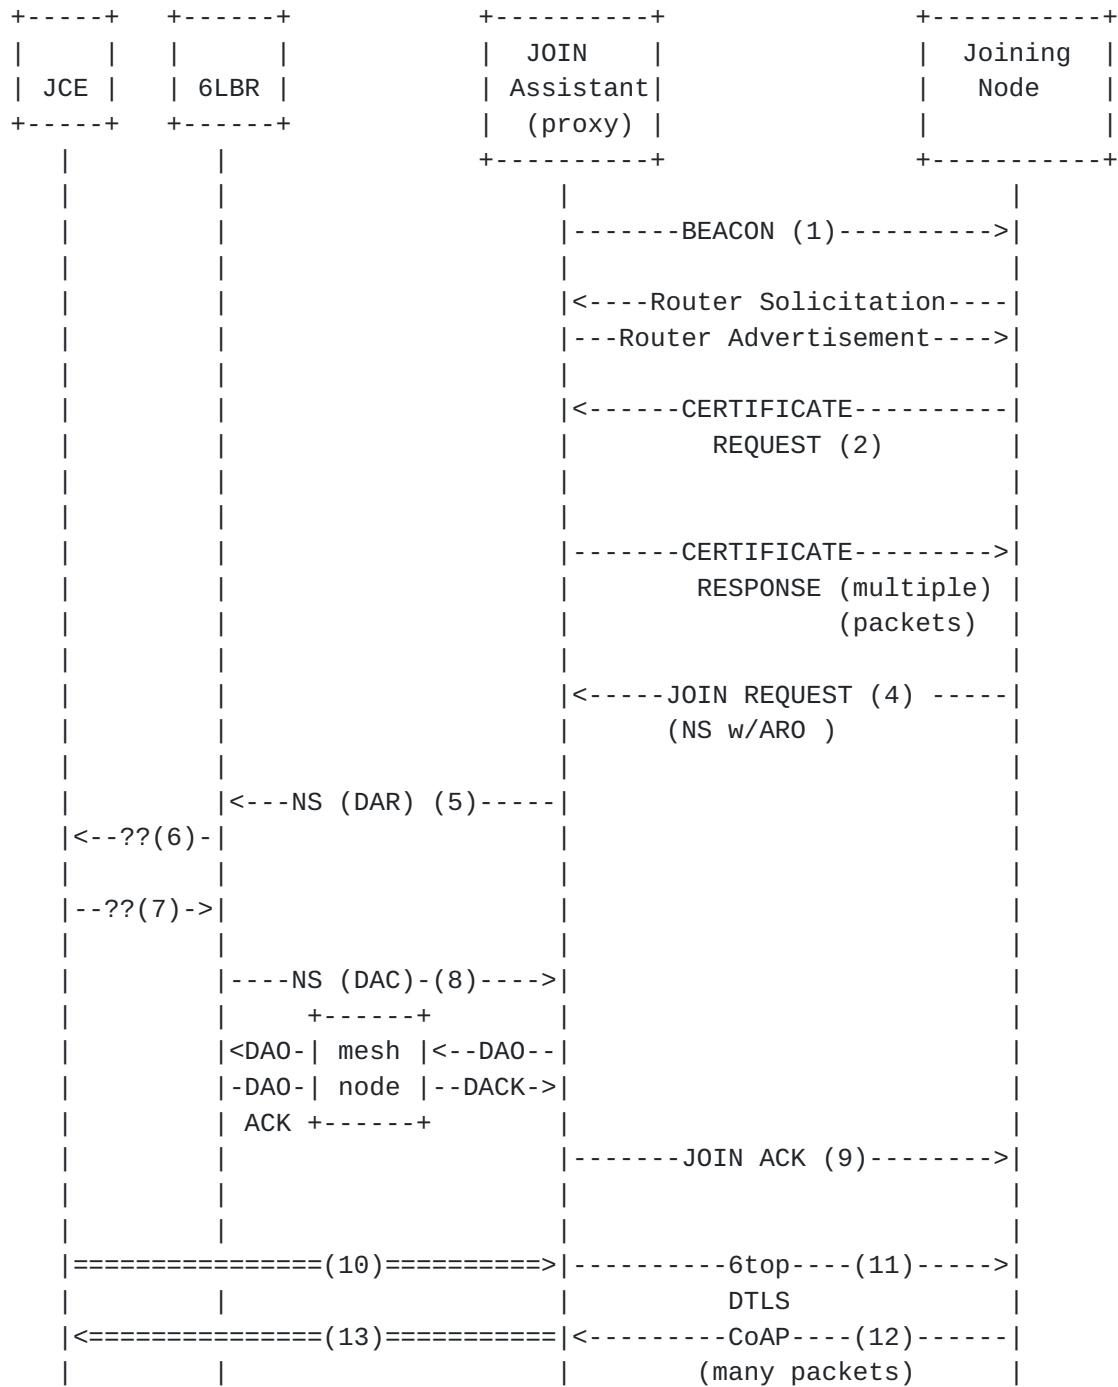 +-----+   +------+            +----------+                +-----------+
|     |   |      |            |  JOIN    |                |  Joining  |
| JCE |   | 6LBR |            | Assistant|                |   Node    |
+-----+   +------+            |  (proxy) |                |           |
   |         |                +----------+                +-----------+
   |         |                     |                            |
   |         |                     |-------BEACON (1)---------->|
   |         |                     |                            |
   |         |                     |<----Router Solicitation----|
   |         |                     |---Router Advertisement---->|
   |         |                     |                            |
   |         |                     |<------CERTIFICATE----------|
   |         |                     |         REQUEST (2)        |
   |         |                     |                            |
   |         |                     |                            |
   |         |                     |-------CERTIFICATE--------->|
   |         |                     |        RESPONSE (multiple) |
   |         |                     |                 (packets)  |
   |         |                     |                            |
   |         |                     |<-----JOIN REQUEST (4) -----|
   |         |                     |      (NS w/ARO )           |
   |         |                     |                            |
   |         |<---NS (DAR) (5)-----|                            |
   |<--??(6)-|                     |                            |
   |         |                     |                            |
   |--??(7)->|                     |                            |
   |         |                     |                            |
   |         |----NS (DAC)-(8)---->|                            |
   |         |     +------+        |                            |
   |         |<DAO-| mesh |<--DAO--|                            |
   |         |-DAO-| node |--DACK->|                            |
   |         | ACK +------+        |                            |
   |         |                     |-------JOIN ACK (9)-------->|
   |         |                     |                            |
   |         |                     |                            |
   |================(10)==========>|----------6top----(11)----->|
   |         |                     |          DTLS              |
   |<===============(13)===========|<---------CoAP----(12)------|
   |         |                     |        (many packets)      |